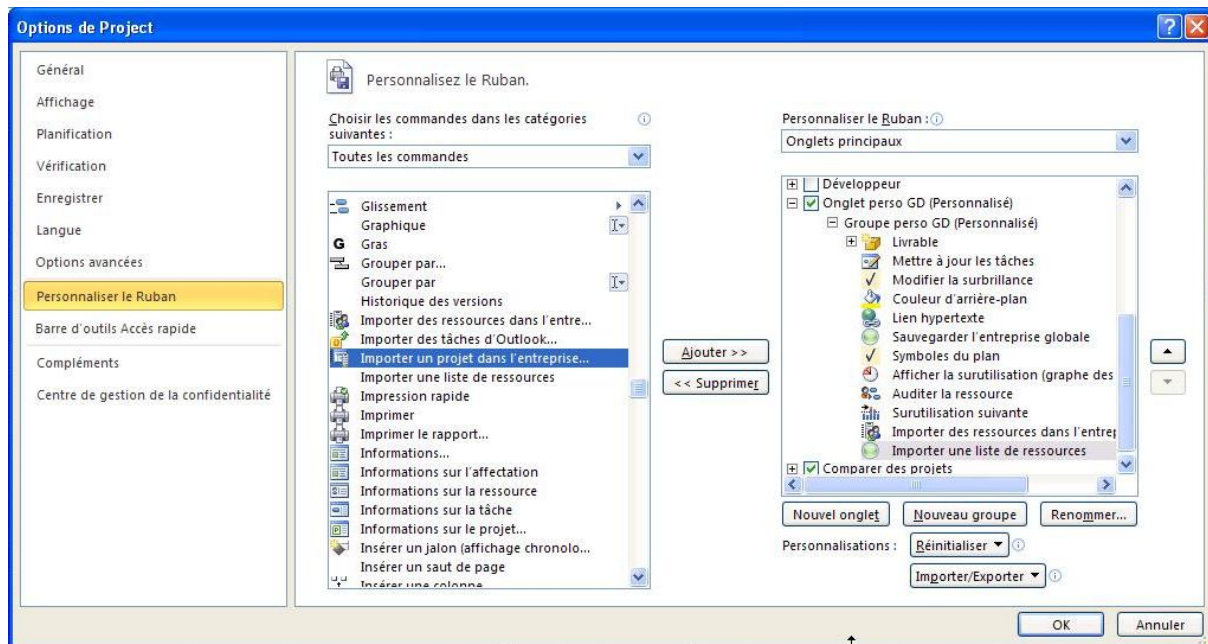 Options de Project
Général
Affichage
Planification
Vérification
Enregistrer
Langue
Options avancées
Personnaliser le Ruban
Barre d'outils Accès rapide
Compléments
Centre de gestion de la confidentialité
Personnalisez le Ruban.
Choisir les commandes dans les catégories
suivantes :
Toutes les commandes
Glissement
Graphique
G Gras
Grouper par...
Grouper par
Historique des versions
Importer des ressources dans l'entre...
Importer des tâches d'Outlook...
Importer un projet dans l'entreprise...
Importer une liste de ressources
Impression rapide
Imprimer
Imprimer le rapport...
Informations...
Informations sur l'affectation
Informations sur la ressource
Informations sur la tâche
Informations sur le projet...
Insérer un jalon (affichage chronolo...
Insérer un saut de page
Insérer une colonne
Ajouter >>
<< Supprimer
Personnaliser le Ruban :
Onglets principaux
Développeur
Onglet perso GD (Personnalisé)
Groupe perso GD (Personnalisé)
Livrable
Mettre à jour les tâches
Modifier la surbrillance
Couleur d'arrière-plan
Lien hypertexte
Sauvegarder l'entreprise globale
Symboles du plan
Afficher la surutilisation (graphe des
Auditer la ressource
Surutilisation suivante
Importer des ressources dans l'entrep
Importer une liste de ressources
Comparer des projets
Nouvel onglet
Nouveau groupe
Renommer...
Personnalisations :
Réinitialiser
Importer/Exporter
OK
Annuler